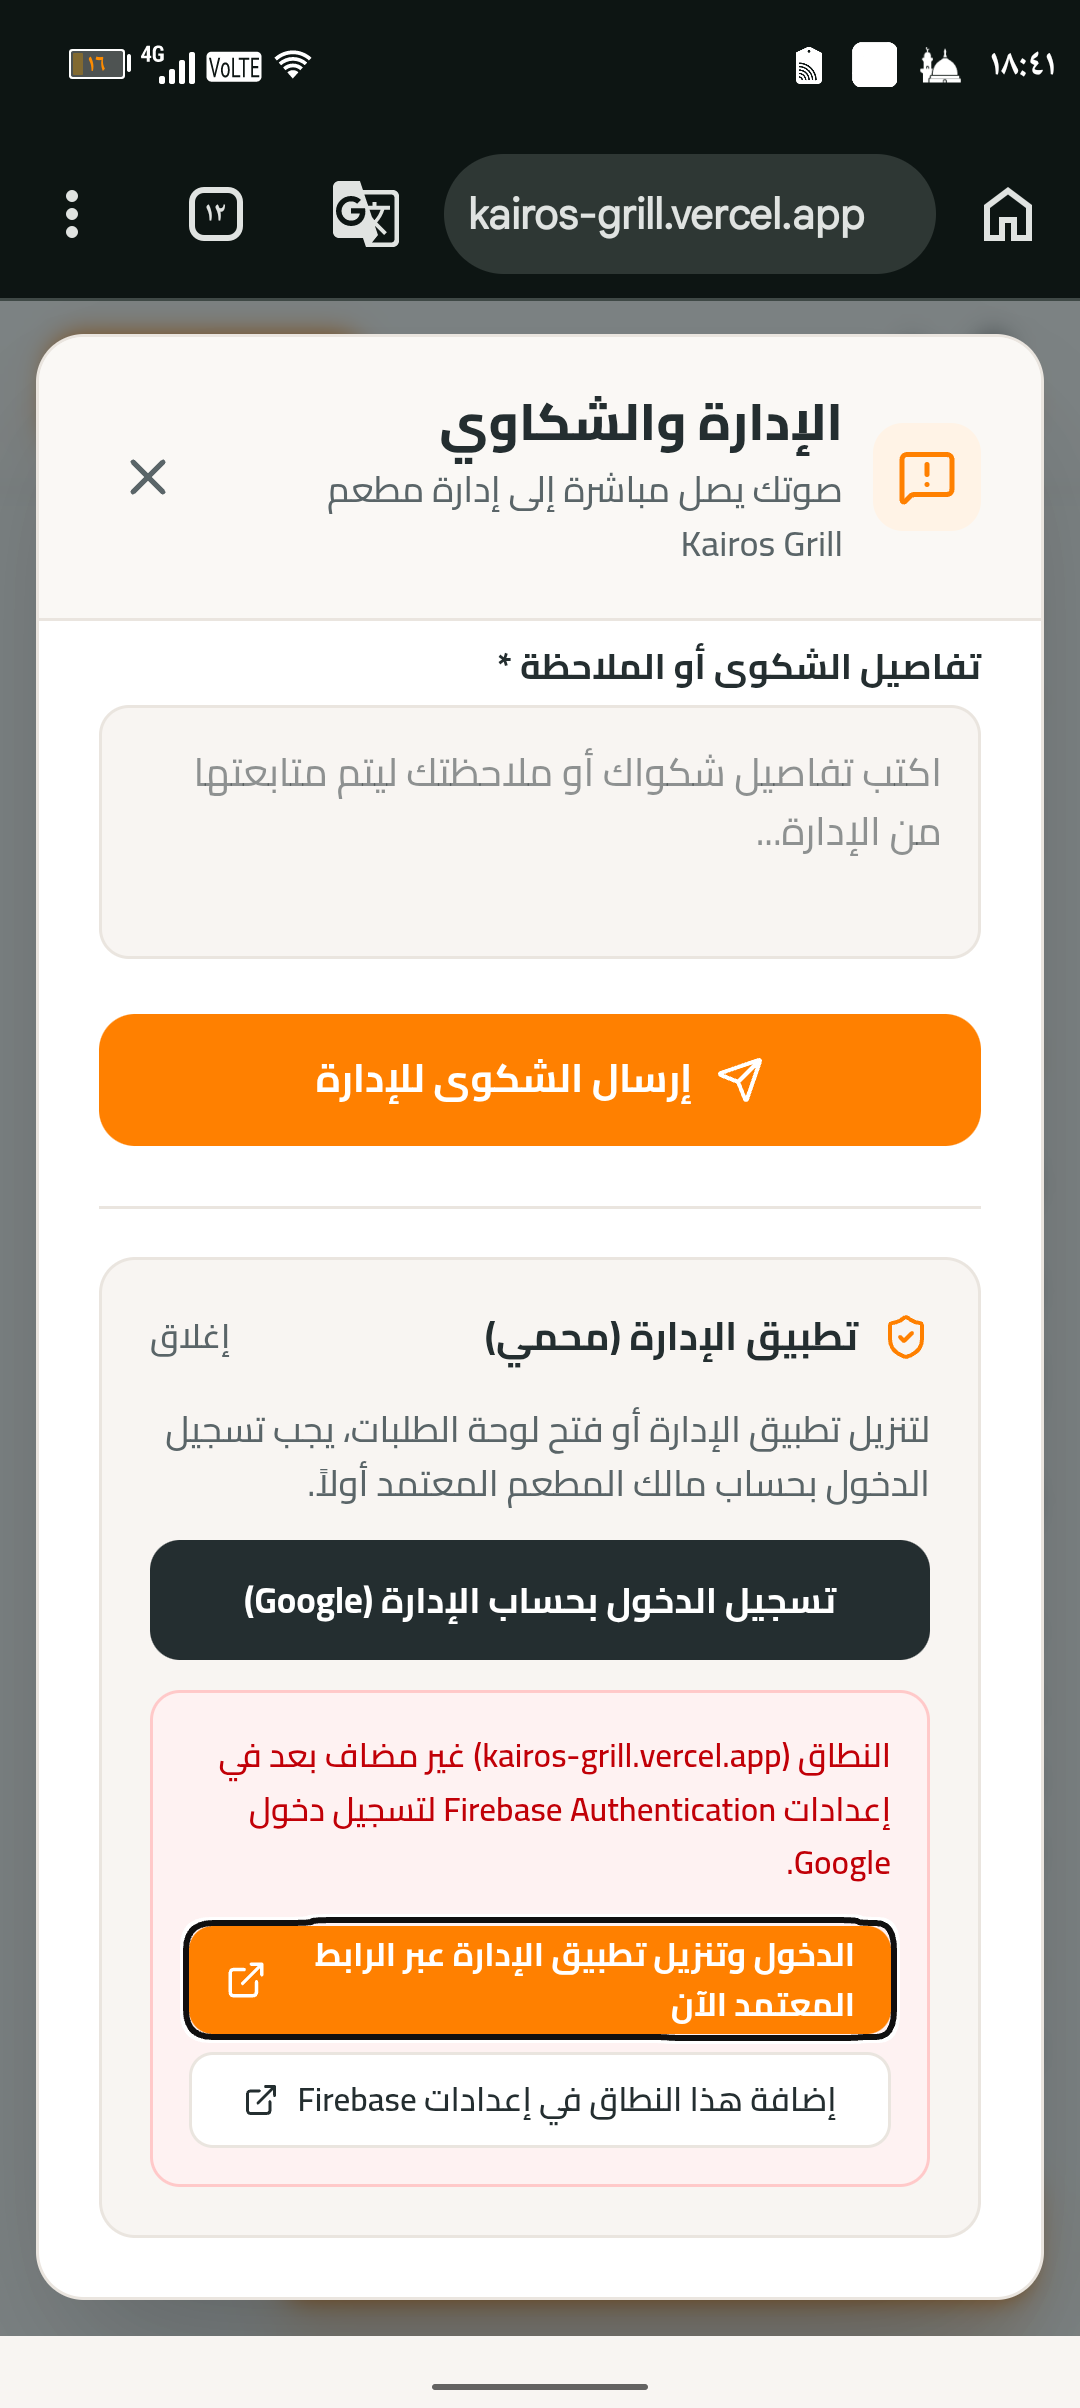 ١٨:٤١
١٦
4G
VoLTE
kairos-grill.vercel.app
١٢
الإدارة والشكاوي
صوتك يصل مباشرة إلى إدارة مطعم
Kairos Grill
تفاصيل الشكوى أو الملاحظة *
اكتب تفاصيل شكواك أو ملاحظتك ليتم متابعتها
من الإدارة...
إرسال الشكوى للإدارة
تطبيق الإدارة (محمي)
إغلاق
لتنزيل تطبيق الإدارة أو فتح لوحة الطلبات، يجب تسجيل
الدخول بحساب مالك المطعم المعتمد أولاً.
تسجيل الدخول بحساب الإدارة (Google)
النطاق (kairos-grill.vercel.app) غير مضاف بعد في
إعدادات Firebase Authentication لتسجيل دخول
Google.
الدخول وتنزيل تطبيق الإدارة عبر الرابط
المعتمد الآن
إضافة هذا النطاق في إعدادات Firebase